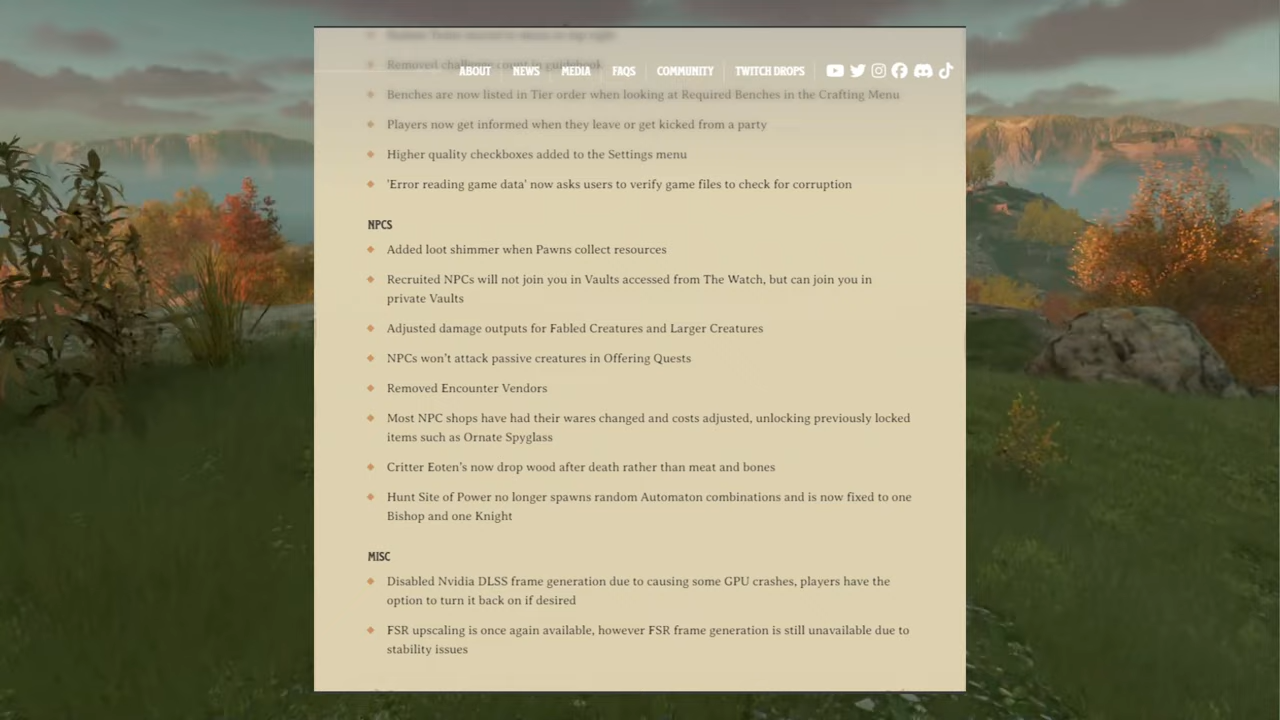 Removed challenge count in guidebook
ABOUT NEWS MEDIA FAQS COMMUNITY TWITCH DROPS
Benches are now listed in Tier order when looking at Required Benches in the Crafting Menu
Players now get informed when they leave or get kicked from a party
Higher quality checkboxes added to the Settings menu
'Error reading game data' now asks users to verify game files to check for corruption
NPCS
Added loot shimmer when Pawns collect resources
Recruited NPCs will not join you in Vaults accessed from The Watch, but can join you in
private Vaults
Adjusted damage outputs for Fabled Creatures and Larger Creatures
NPCs won't attack passive creatures in Offering Quests
Removed Encounter Vendors
Most NPC shops have had their wares changed and costs adjusted, unlocking previously locked
items such as Ornate Spyglass
Critter Eoten's now drop wood after death rather than meat and bones
Hunt Site of Power no longer spawns random Automaton combinations and is now fixed to one
Bishop and one Knight
MISC
Disabled Nvidia DLSS frame generation due to causing some GPU crashes, players have the
option to turn it back on if desired
FSR upscaling is once again available, however FSR frame generation is still unavailable due to
stability issues